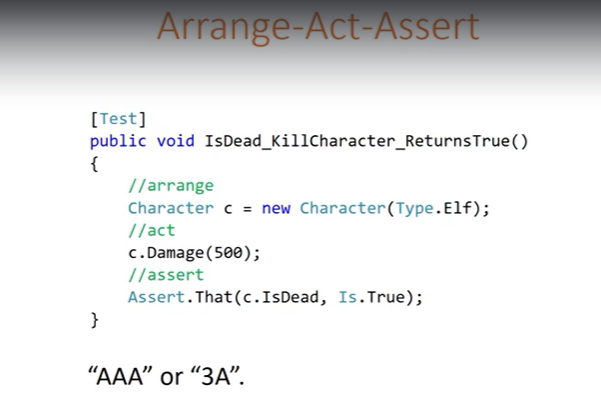 Arrange-Act-Assert
[Test]
public void IsDead_KillCharacter_ReturnsTrue()
{
//arrange
Character c = new Character(Type.Elf);
//act
c.Damage(500);
//assert
Assert.That(c.IsDead, Is.True);
}
“AAA” or “3A”.